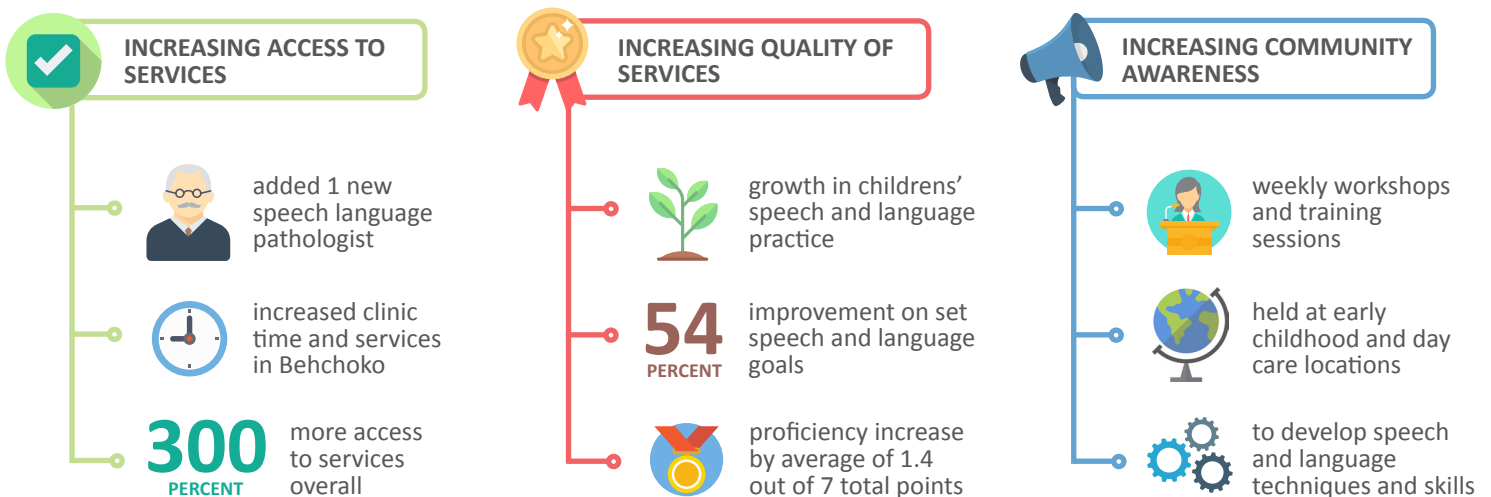 INCREASING ACCESS TO
SERVICES
added 1 new
speech language
pathologist
increased clinic
time and services
in Behchoko
300
PERCENT
more access
to services
overall
INCREASING QUALITY OF
SERVICES
growth in childrens’
speech and language
practice
54
PERCENT
improvement on set
speech and language
goals
proficiency increase
by average of 1.4
out of 7 total points
INCREASING COMMUNITY
AWARENESS
weekly workshops
and training
sessions
held at early
childhood and day
care locations
to develop speech
and language
techniques and skills